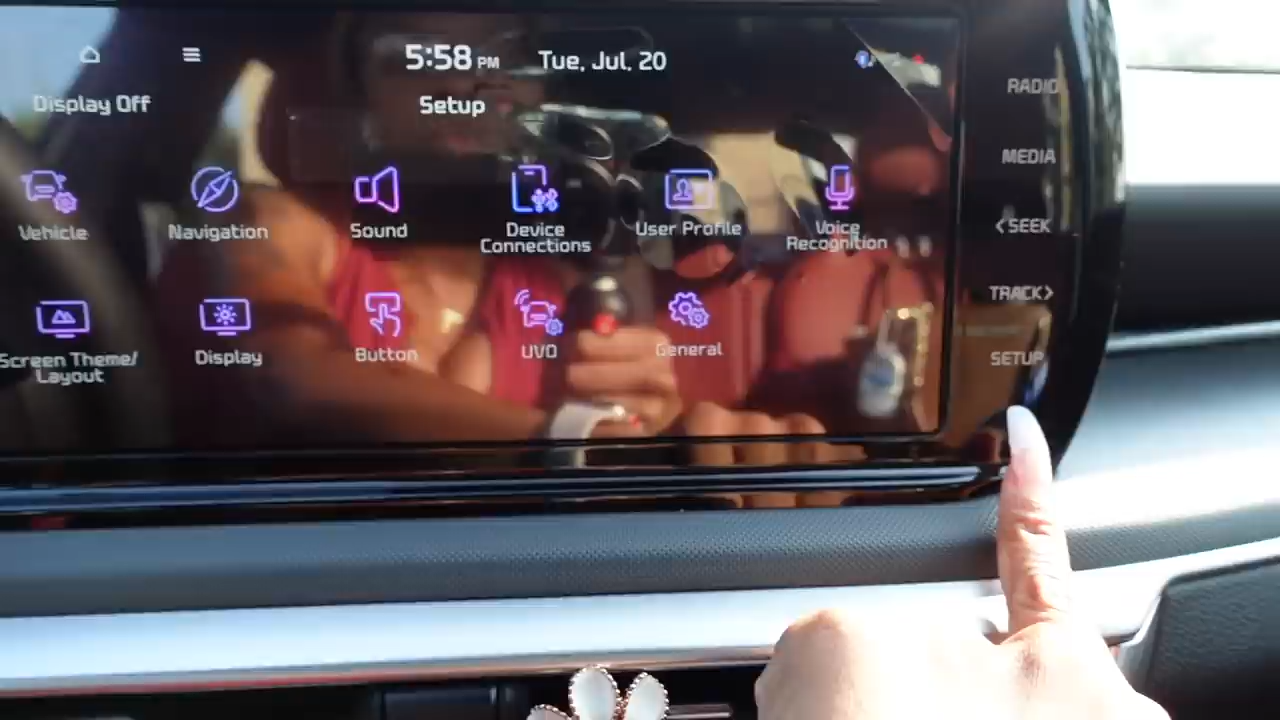 5:58 PM Tue, Jul, 20
Display Off
Setup
RADIO
MEDIA
<SEEK
TRACK>
SETUP
Vehicle
Navigation
Sound
Device
Connections
User Profile
Voice
Recognition
Screen Theme/
Layout
Display
Button
UVO
General